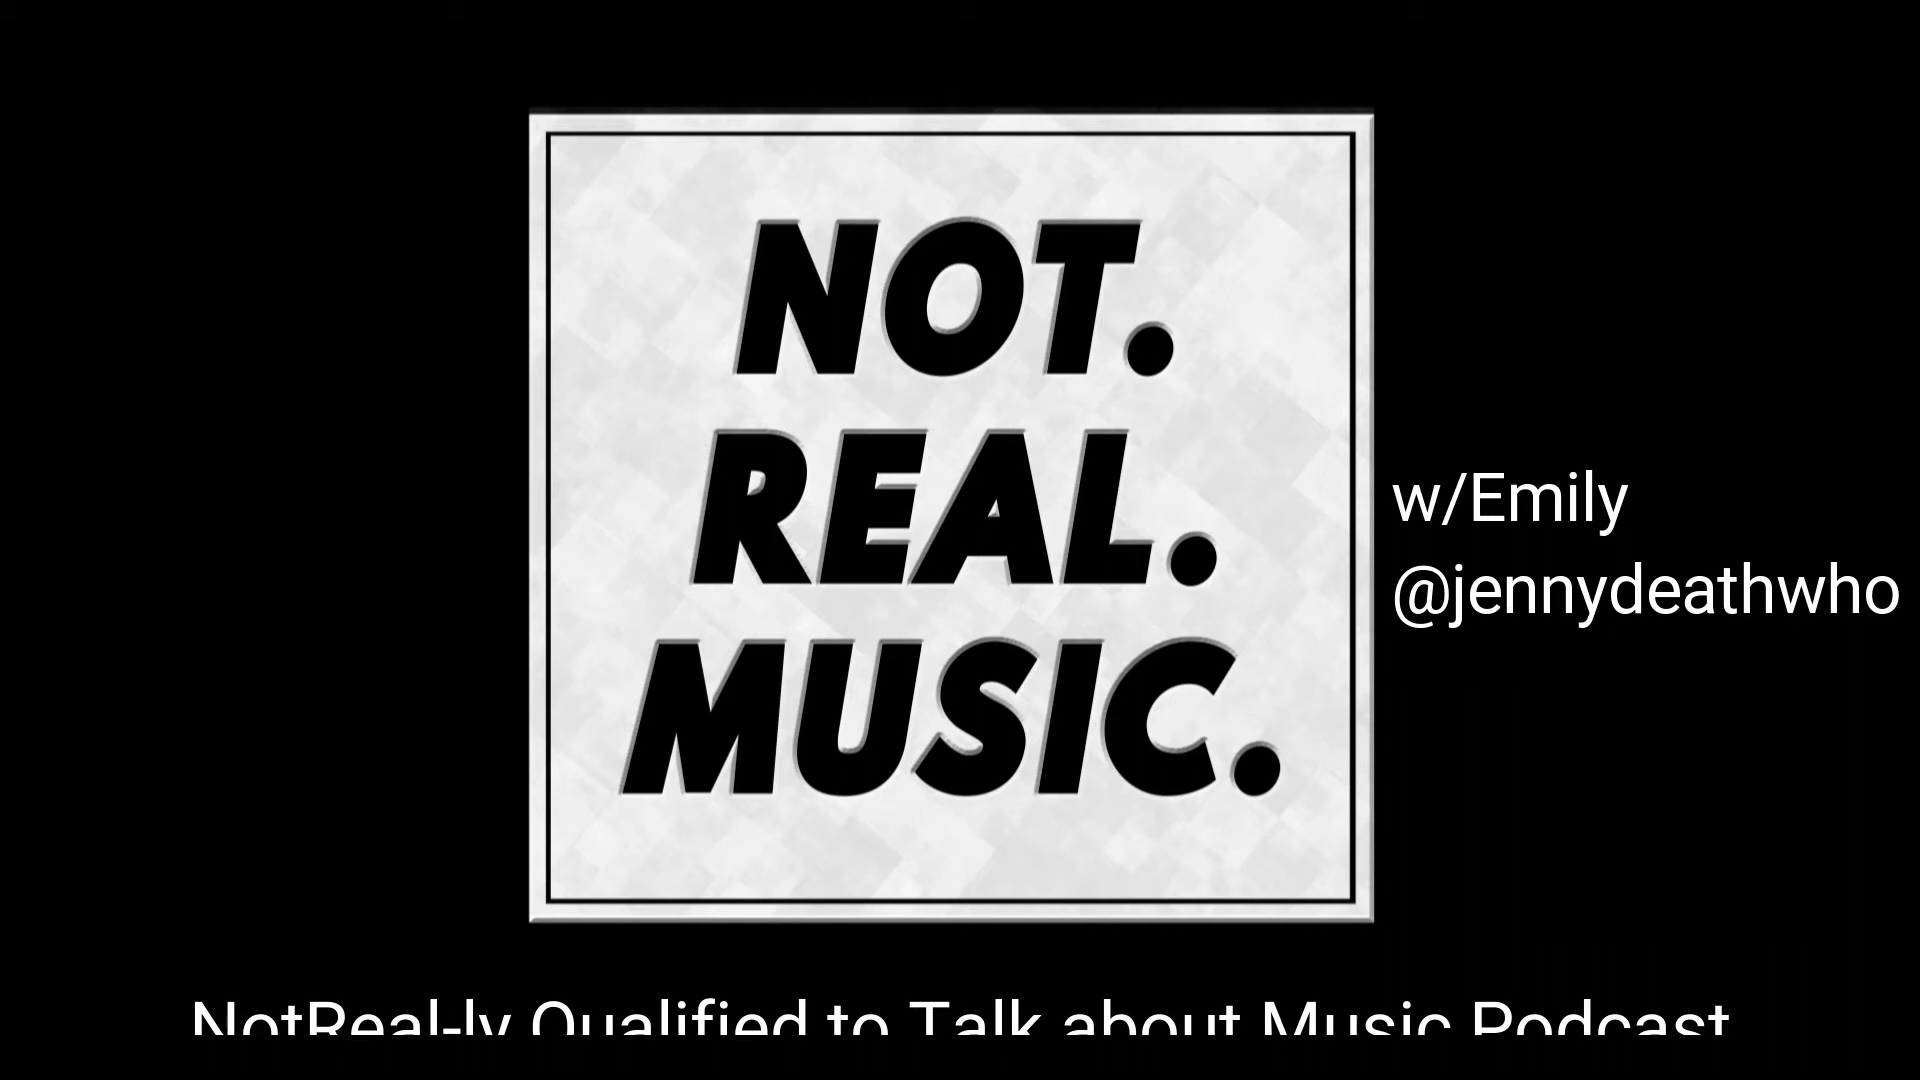 NOT.
REAL.
MUSIC.
w/Emily
@jennydeathwho
NotReal-ly Qualified to Talk about Music Podcast